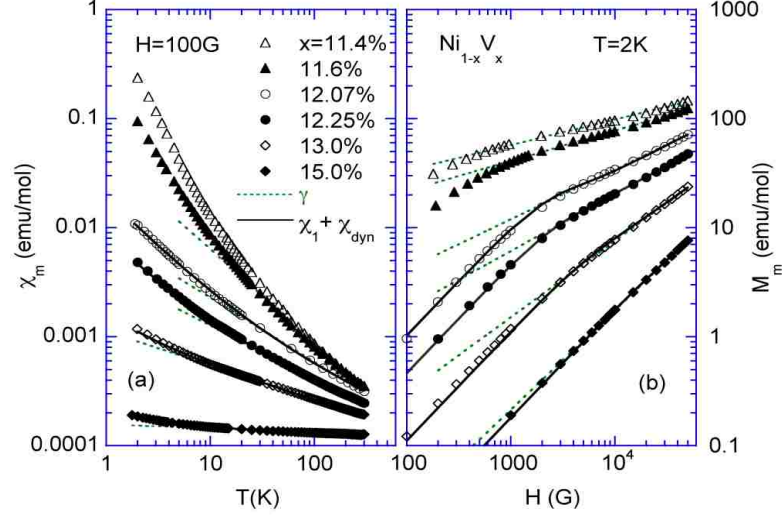 H=100G
x=11.4%
11.6%
12.07%
12.25%
13.0%
15.0%
γ
χ₁ + χdyn
(a)
χm (emu/mol)
1
0.1
0.01
0.001
0.0001
1
10
100
T(K)
Ni1-xVx
T=2K
(b)
100
1000
10⁴
H (G)
1000
100
10
1
0.1
Mm (emu/mol)